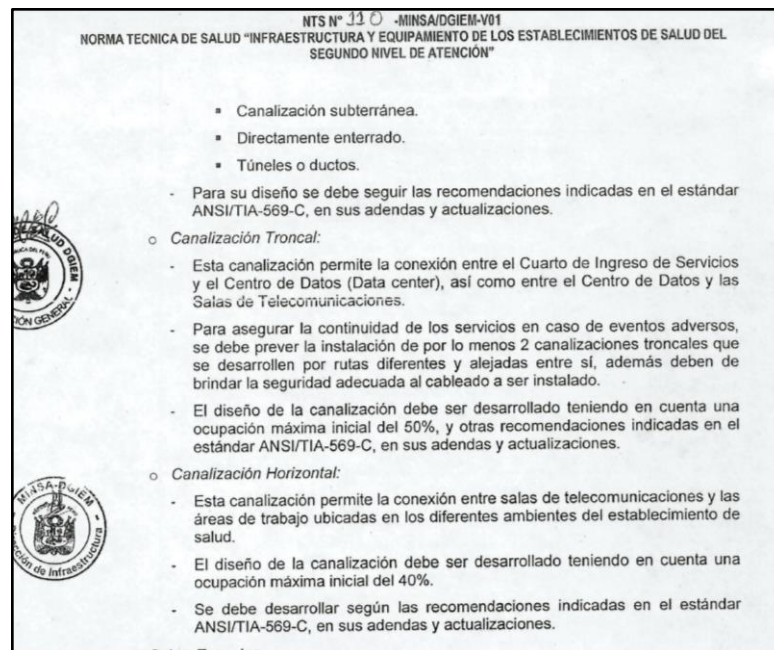 NTS N° 110 -MINSA/DGIEM-V01
NORMA TECNICA DE SALUD "INFRAESTRUCTURA Y EQUIPAMIENTO DE LOS ESTABLECIMIENTOS DE SALUD DEL
SEGUNDO NIVEL DE ATENCIÓN"
▪ Canalización subterránea.
▪ Directamente enterrado.
▪ Túneles o ductos.
- Para su diseño se debe seguir las recomendaciones indicadas en el estándar
ANSI/TIA-569-C, en sus adendas y actualizaciones.
o Canalización Troncal:
- Esta canalización permite la conexión entre el Cuarto de Ingreso de Servicios
y el Centro de Datos (Data center), así como entre el Centro de Datos y las
Salas de Telecomunicaciones.
- Para asegurar la continuidad de los servicios en caso de eventos adversos,
se debe prever la instalación de por lo menos 2 canalizaciones troncales que
se desarrollen por rutas diferentes y alejadas entre sí, además deben de
brindar la seguridad adecuada al cableado a ser instalado.
- El diseño de la canalización debe ser desarrollado teniendo en cuenta una
ocupación máxima inicial del 50%, y otras recomendaciones indicadas en el
estándar ANSI/TIA-569-C, en sus adendas y actualizaciones.
o Canalización Horizontal:
- Esta canalización permite la conexión entre salas de telecomunicaciones y las
áreas de trabajo ubicadas en los diferentes ambientes del establecimiento de
salud.
- El diseño de la canalización debe ser desarrollado teniendo en cuenta una
ocupación máxima inicial del 40%.
- Se debe desarrollar según las recomendaciones indicadas en el estándar
ANSI/TIA-569-C, en sus adendas y actualizaciones.
DE SALUD DGIEM
MINSA-DGIEM
de Infraestructura